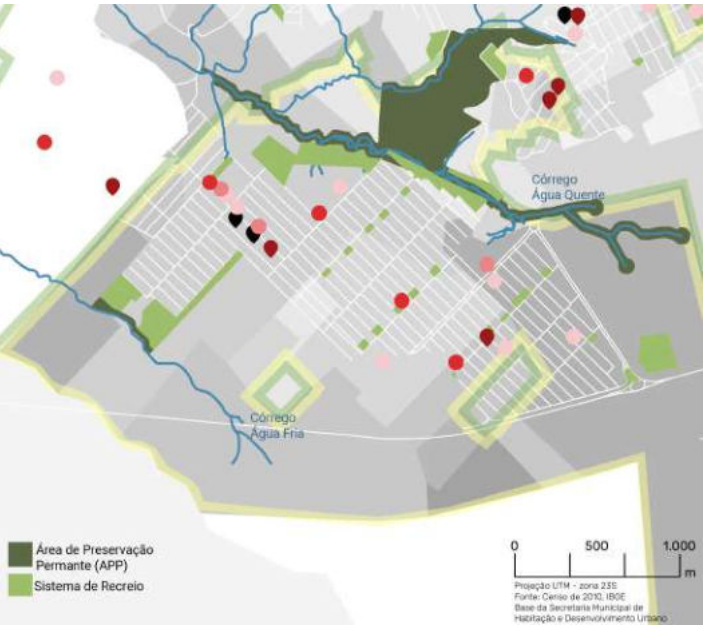 Córrego
Água Quente
Córrego
Água Fria
Área de Preservação
Permante (APP)
Sistema de Recreio
0 500 1.000
m
Projeção UTM - zona 23S
Fonte: Censo de 2010, IBGE
Base da Secretaria Municipal de
Habitação e Desenvolvimento Urbano